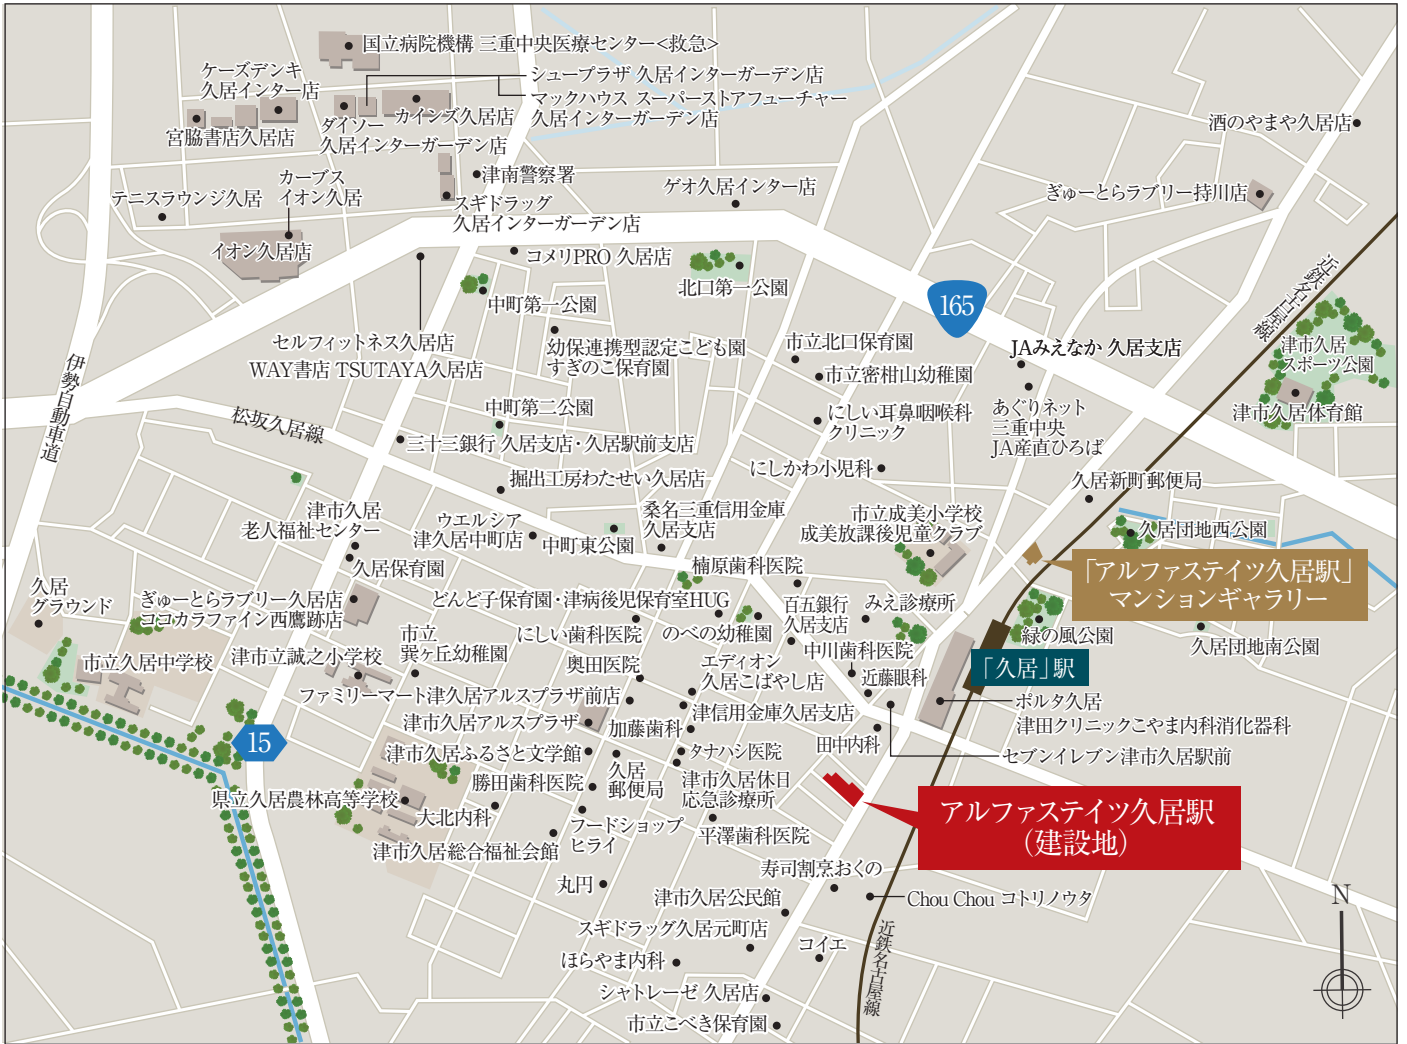 国立病院機構 三重中央医療センター<救急>
ケーズデンキ
久居インター店
シュープラザ 久居インターガーデン店
マックハウス スーパーストアフューチャー
久居インターガーデン店
宮脇書店久居店
ダイソー
久居インターガーデン店
カインズ久居店
酒のやまや久居店
津南警察署
テニスラウンジ久居
カーブス
イオン久居
イオン久居店
スギドラッグ
久居インターガーデン店
ゲオ久居インター店
ぎゅーとらラブリー持川店
コメリPRO 久居店
北口第一公園
中町第一公園
165
近鉄名古屋線
セルフィットネス久居店
WAY書店 TSUTAYA久居店
幼保連携型認定こども園
すぎのこ保育園
市立北口保育園
市立密柑山幼稚園
JAみえなか 久居支店
津市久居
スポーツ公園
津市久居体育館
伊勢自動車道
松坂久居線
中町第二公園
三十三銀行 久居支店・久居駅前支店
にしい耳鼻咽喉科
クリニック
あぐりネット
三重中央
JA産直ひろば
にしかわ小児科
掘出工房わたせい久居店
久居新町郵便局
津市久居
老人福祉センター
ウエルシア
津久居中町店
中町東公園
桑名三重信用金庫
久居支店
市立成美小学校
成美放課後児童クラブ
久居団地西公園
久居保育園
楠原歯科医院
「アルファステイツ久居駅」
マンションギャラリー
久居
グラウンド
ぎゅーとらラブリー久居店
ココカラファイン西鷹跡店
どんど子保育園・津病後児保育室HUG
百五銀行
久居支店
みえ診療所
緑の風公園
久居団地南公園
市立
巽ヶ丘幼稚園
にしい歯科医院
のべの幼稚園
中川歯科医院
市立久居中学校
津市立誠之小学校
奥田医院
エディオン
久居こばやし店
近藤眼科
「久居」駅
ファミリーマート津久居アルスプラザ前店
津信用金庫久居支店
ポルタ久居
津田クリニックこやま内科消化器科
津市久居アルスプラザ
加藤歯科
田中内科
15
津市久居ふるさと文学館
タナハシ医院
セブンイレブン津市久居駅前
勝田歯科医院
久居
郵便局
津市久居休日
応急診療所
県立久居農林高等学校
大北内科
フードショップ
ヒライ
平澤歯科医院
アルファステイツ久居駅
(建設地)
津市久居総合福祉会館
寿司割烹おくの
丸円
津市久居公民館
Chou Chou コトリノウタ
スギドラッグ久居元町店
コイエ
近鉄名古屋線
ほらやま内科
シャトレーゼ 久居店
市立こべき保育園
N